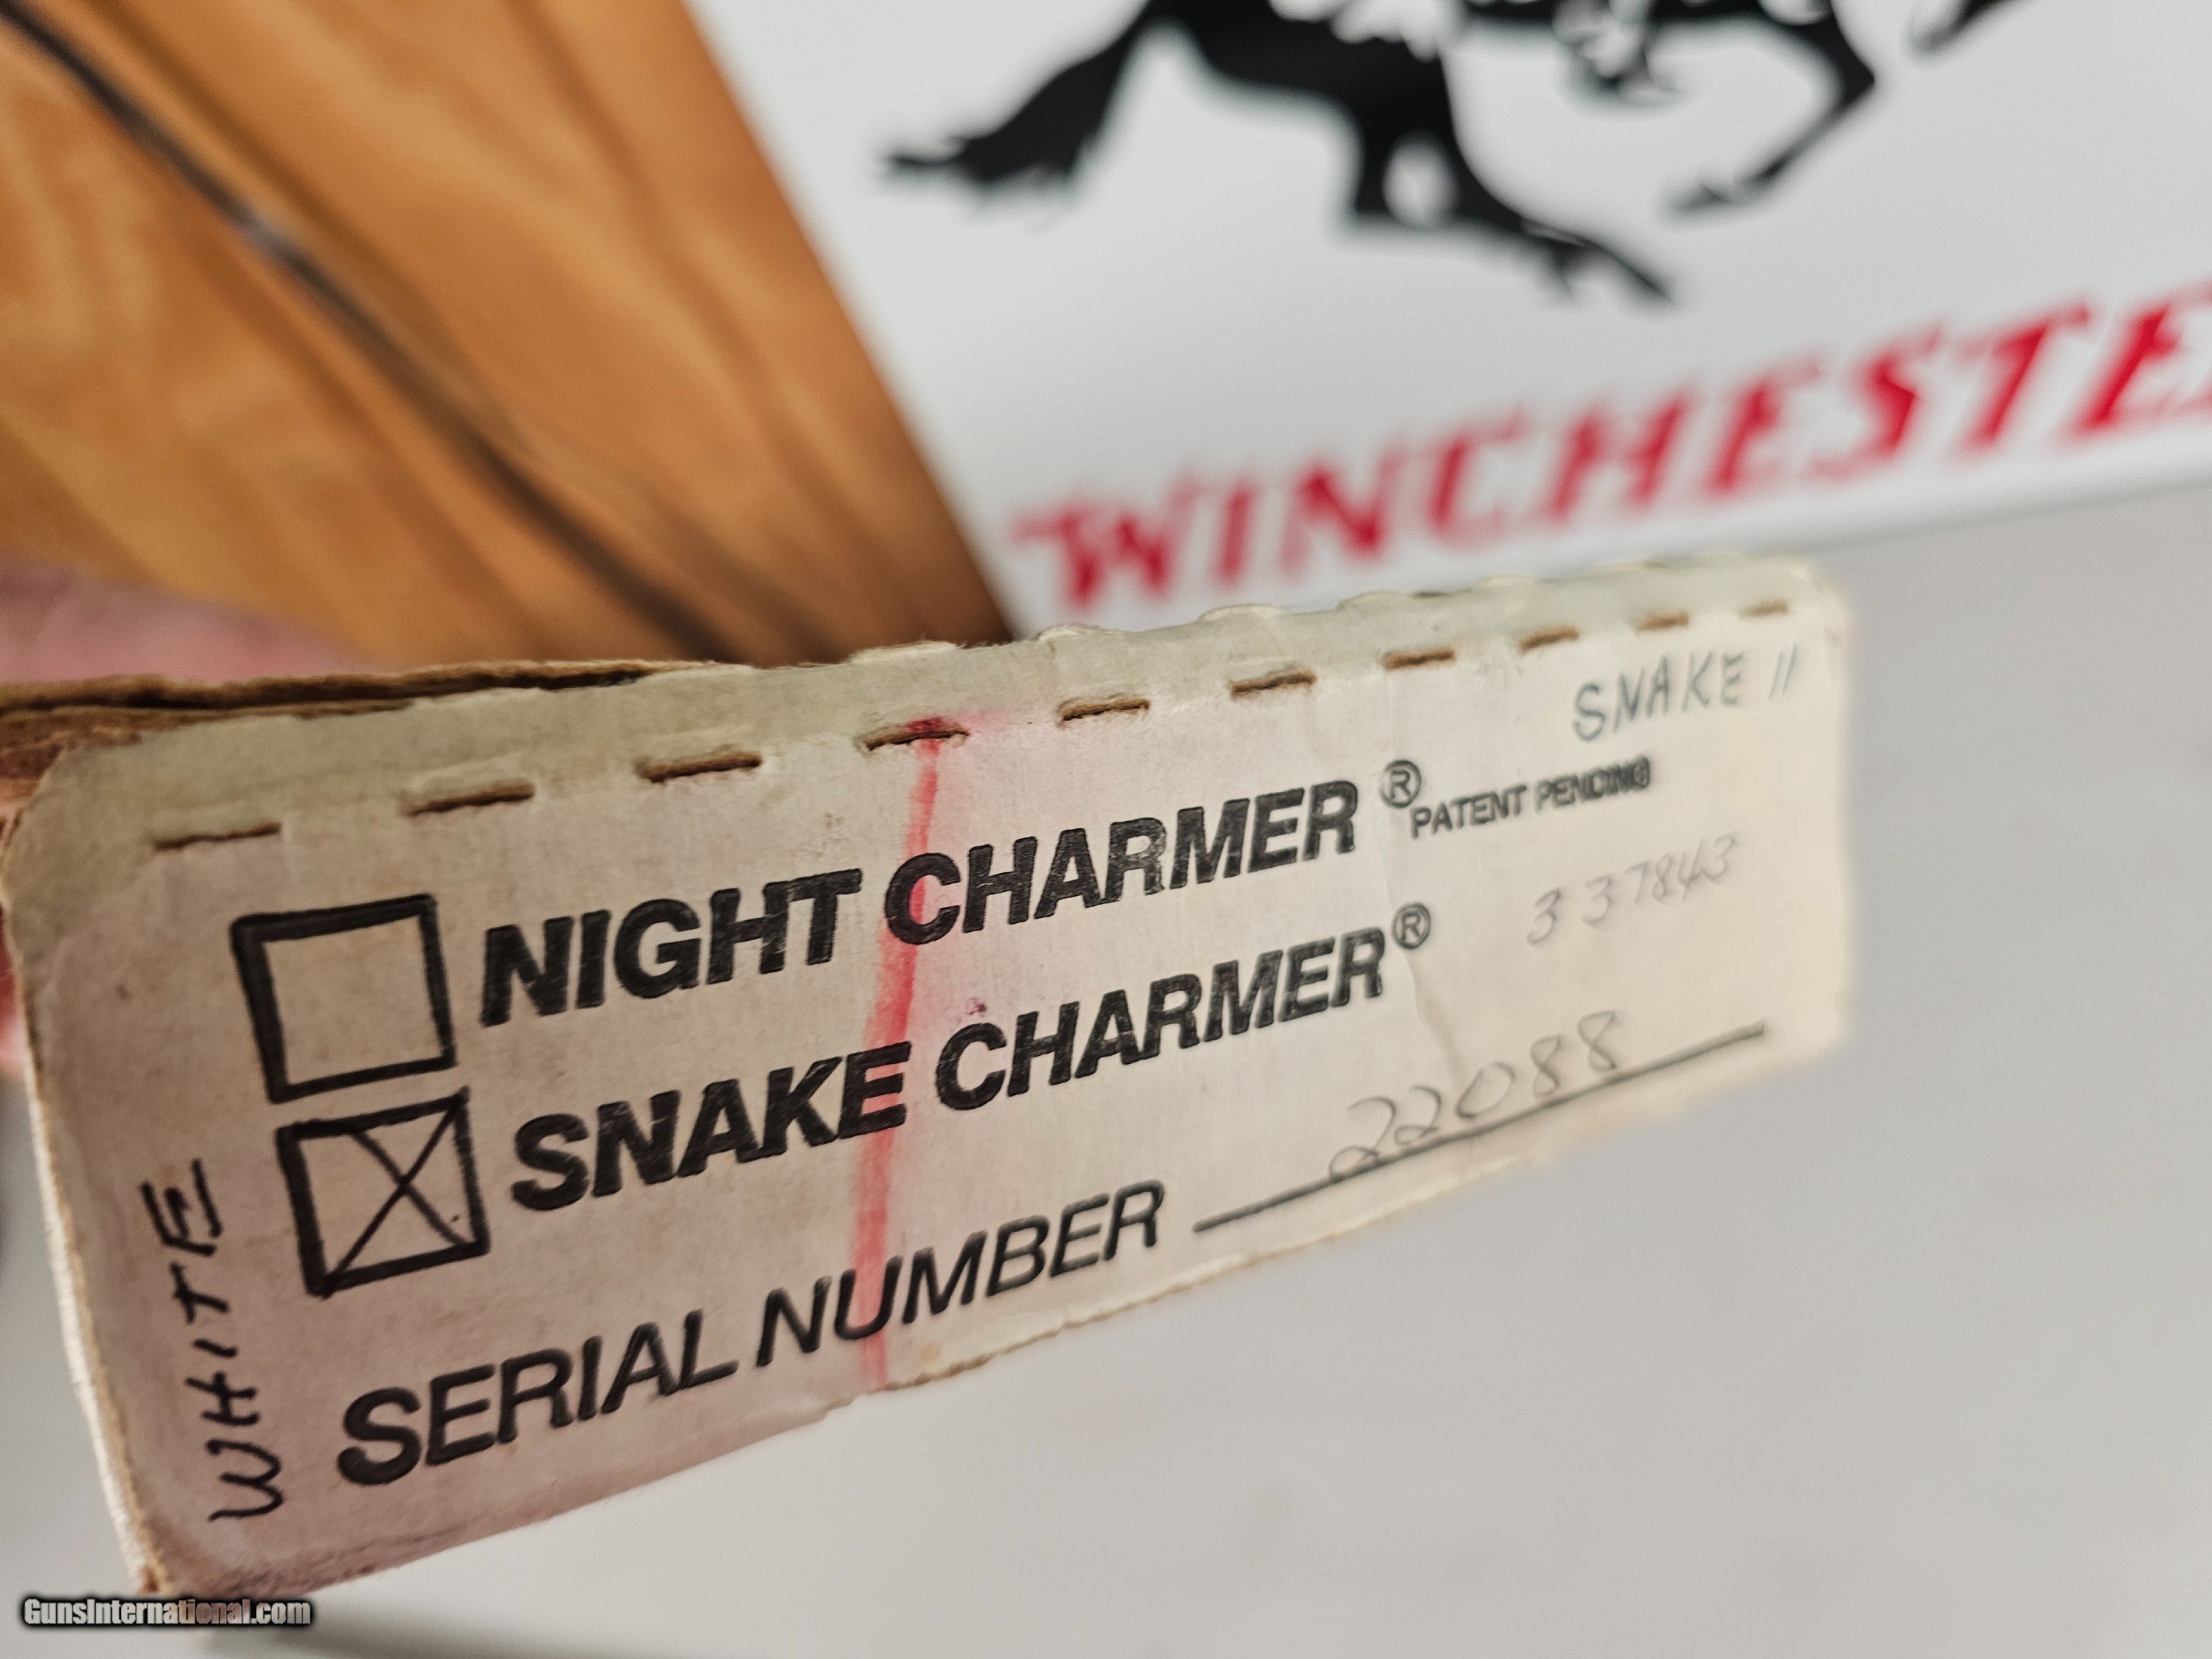 WINCHESTE
SNAKE II
NIGHT CHARMER ® PATENT PENDING
SNAKE CHARMER ® 337843
SERIAL NUMBER 22088
WHITE
GunsInternational.com